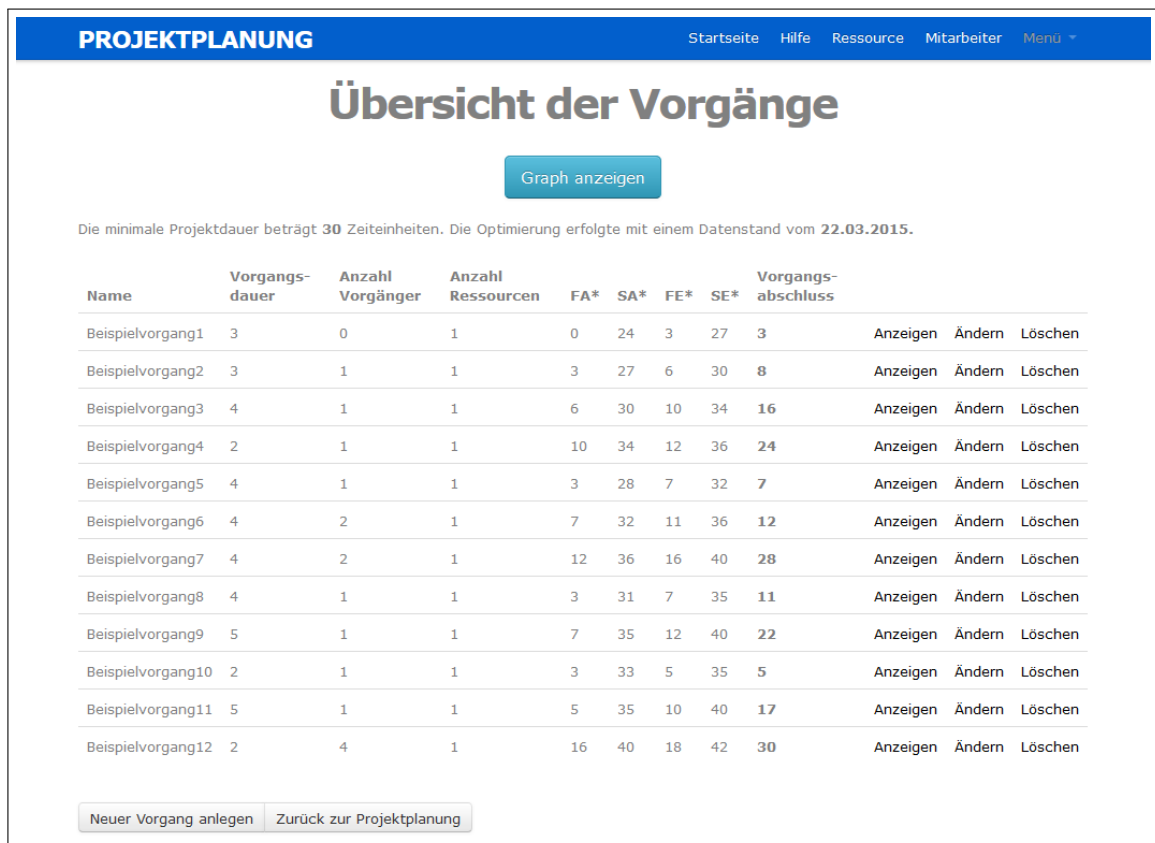 PROJEKTPLANUNG Startseite Hilfe Ressource Mitarbeiter Menü
Übersicht der Vorgänge
Graph anzeigen
Die minimale Projektdauer beträgt 30 Zeiteinheiten. Die Optimierung erfolgte mit einem Datenstand vom 22.03.2015.
Name Vorgangs-dauer Anzahl Vorgänger Anzahl Ressourcen FA* SA* FE* SE* Vorgangs-abschluss
Beispielvorgang1 3 0 1 0 24 3 27 3 Anzeigen Ändern Löschen
Beispielvorgang2 3 1 1 3 27 6 30 8 Anzeigen Ändern Löschen
Beispielvorgang3 4 1 1 6 30 10 34 16 Anzeigen Ändern Löschen
Beispielvorgang4 2 1 1 10 34 12 36 24 Anzeigen Ändern Löschen
Beispielvorgang5 4 1 1 3 28 7 32 7 Anzeigen Ändern Löschen
Beispielvorgang6 4 2 1 7 32 11 36 12 Anzeigen Ändern Löschen
Beispielvorgang7 4 2 1 12 36 16 40 28 Anzeigen Ändern Löschen
Beispielvorgang8 4 1 1 3 31 7 35 11 Anzeigen Ändern Löschen
Beispielvorgang9 5 1 1 7 35 12 40 22 Anzeigen Ändern Löschen
Beispielvorgang10 2 1 1 3 33 5 35 5 Anzeigen Ändern Löschen
Beispielvorgang11 5 1 1 5 35 10 40 17 Anzeigen Ändern Löschen
Beispielvorgang12 2 4 1 16 40 18 42 30 Anzeigen Ändern Löschen
Neuer Vorgang anlegen Zurück zur Projektplanung